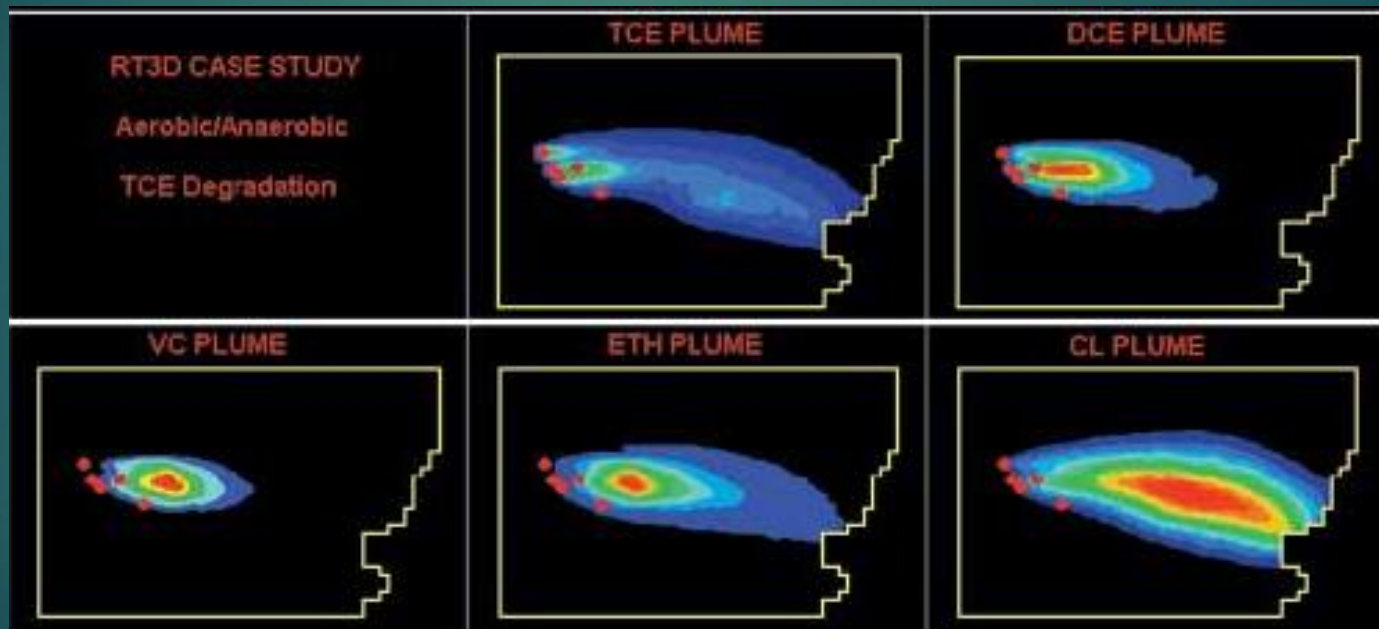 RT3D CASE STUDY
Aerobic/Anaerobic
TCE Degradation
TCE PLUME
DCE PLUME
VC PLUME
ETH PLUME
CL PLUME